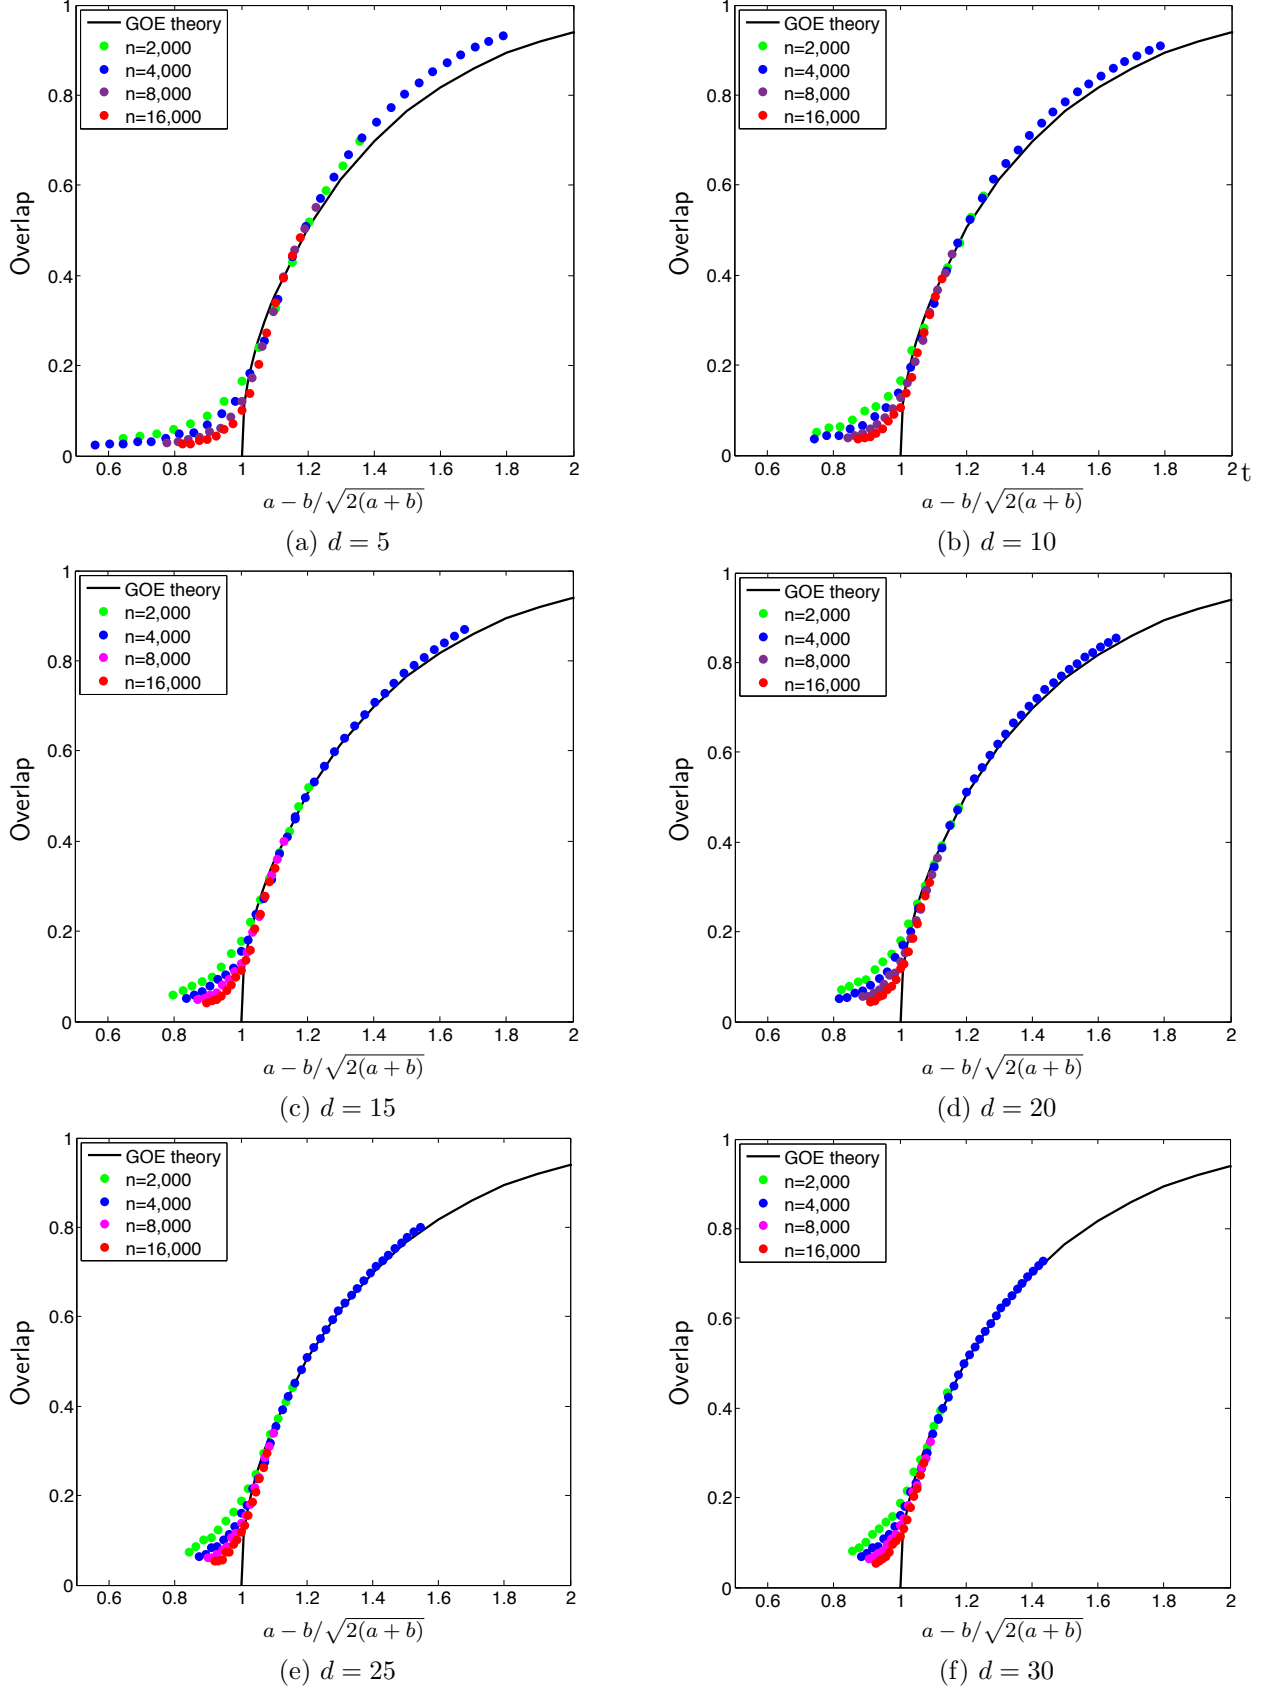 GOE theory
n=2,000
n=4,000
n=8,000
n=16,000
Overlap
0
0.2
0.4
0.6
0.8
1
0.6 0.8 1 1.2 1.4 1.6 1.8 2
a − b/√2(a + b)
(a) d = 5
GOE theory
n=2,000
n=4,000
n=8,000
n=16,000
Overlap
0
0.2
0.4
0.6
0.8
1
0.6 0.8 1 1.2 1.4 1.6 1.8 2 t
a − b/√2(a + b)
(b) d = 10
GOE theory
n=2,000
n=4,000
n=8,000
n=16,000
Overlap
0
0.2
0.4
0.6
0.8
1
0.6 0.8 1 1.2 1.4 1.6 1.8 2
a − b/√2(a + b)
(c) d = 15
GOE theory
n=2,000
n=4,000
n=8,000
n=16,000
Overlap
0
0.2
0.4
0.6
0.8
1
0.6 0.8 1 1.2 1.4 1.6 1.8 2
a − b/√2(a + b)
(d) d = 20
GOE theory
n=2,000
n=4,000
n=8,000
n=16,000
Overlap
0
0.2
0.4
0.6
0.8
1
0.6 0.8 1 1.2 1.4 1.6 1.8 2
a − b/√2(a + b)
(e) d = 25
GOE theory
n=2,000
n=4,000
n=8,000
n=16,000
Overlap
0
0.2
0.4
0.6
0.8
1
0.6 0.8 1 1.2 1.4 1.6 1.8 2
a − b/√2(a + b)
(f) d = 30